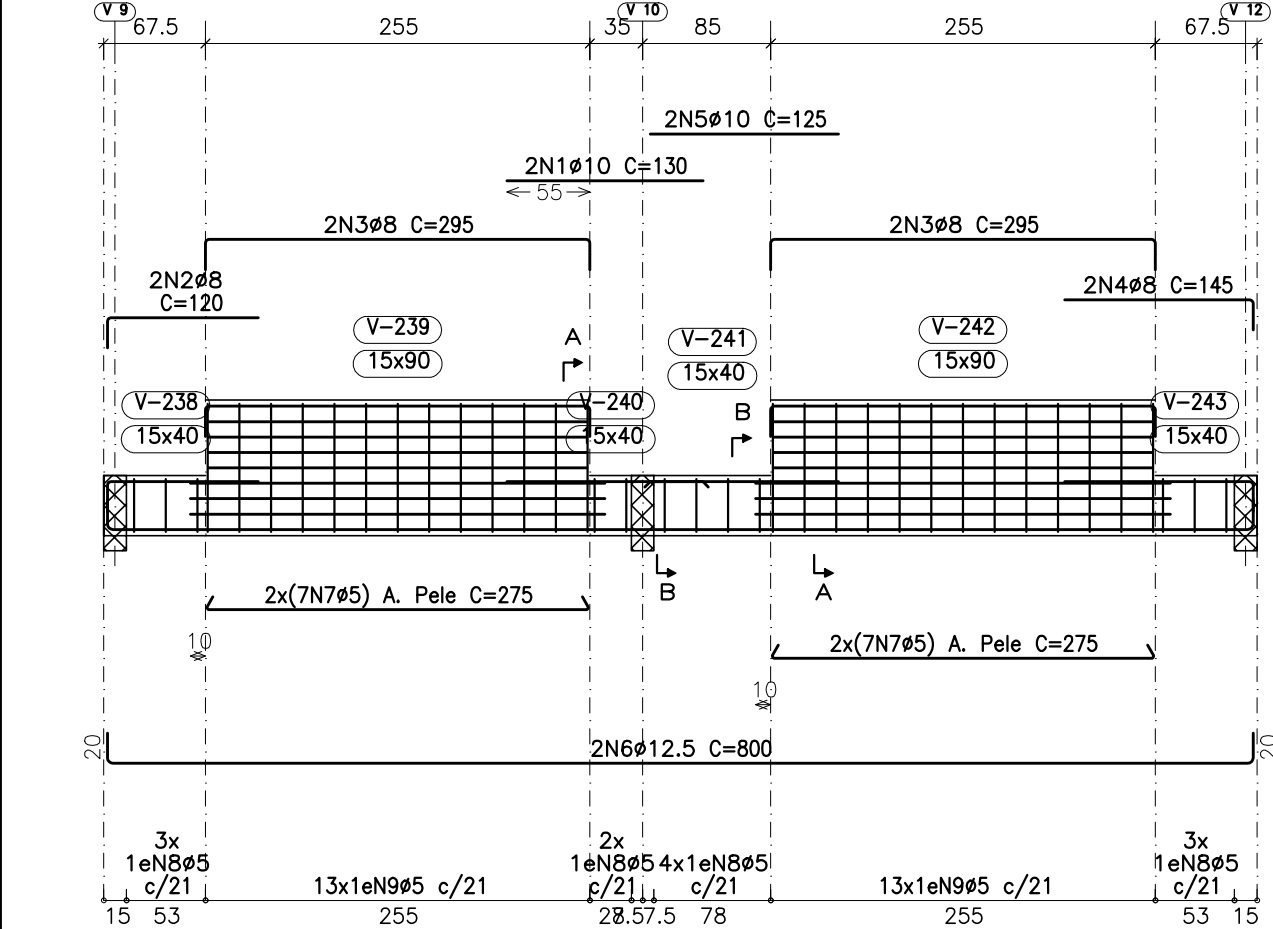 V 9
V 10
V 12
67.5
255
35
85
255
67.5
2N5ø10 C=125
2N1ø10 C=130
55
2N3ø8 C=295
2N3ø8 C=295
2N2ø8
C=120
2N4ø8 C=145
V-239
15x90
A
V-241
15x40
V-242
15x90
V-238
15x40
V-240
15x40
B
V-243
15x40
B
A
2x(7N7ø5) A. Pele C=275
10
2x(7N7ø5) A. Pele C=275
10
20
2N6ø12.5 C=800
20
3x
1eN8ø5
c/21
13x1eN9ø5 c/21
2x
1eN8ø5
c/21
4x1eN8ø5
c/21
13x1eN9ø5 c/21
3x
1eN8ø5
c/21
15
53
255
7.5
78
255
53
15